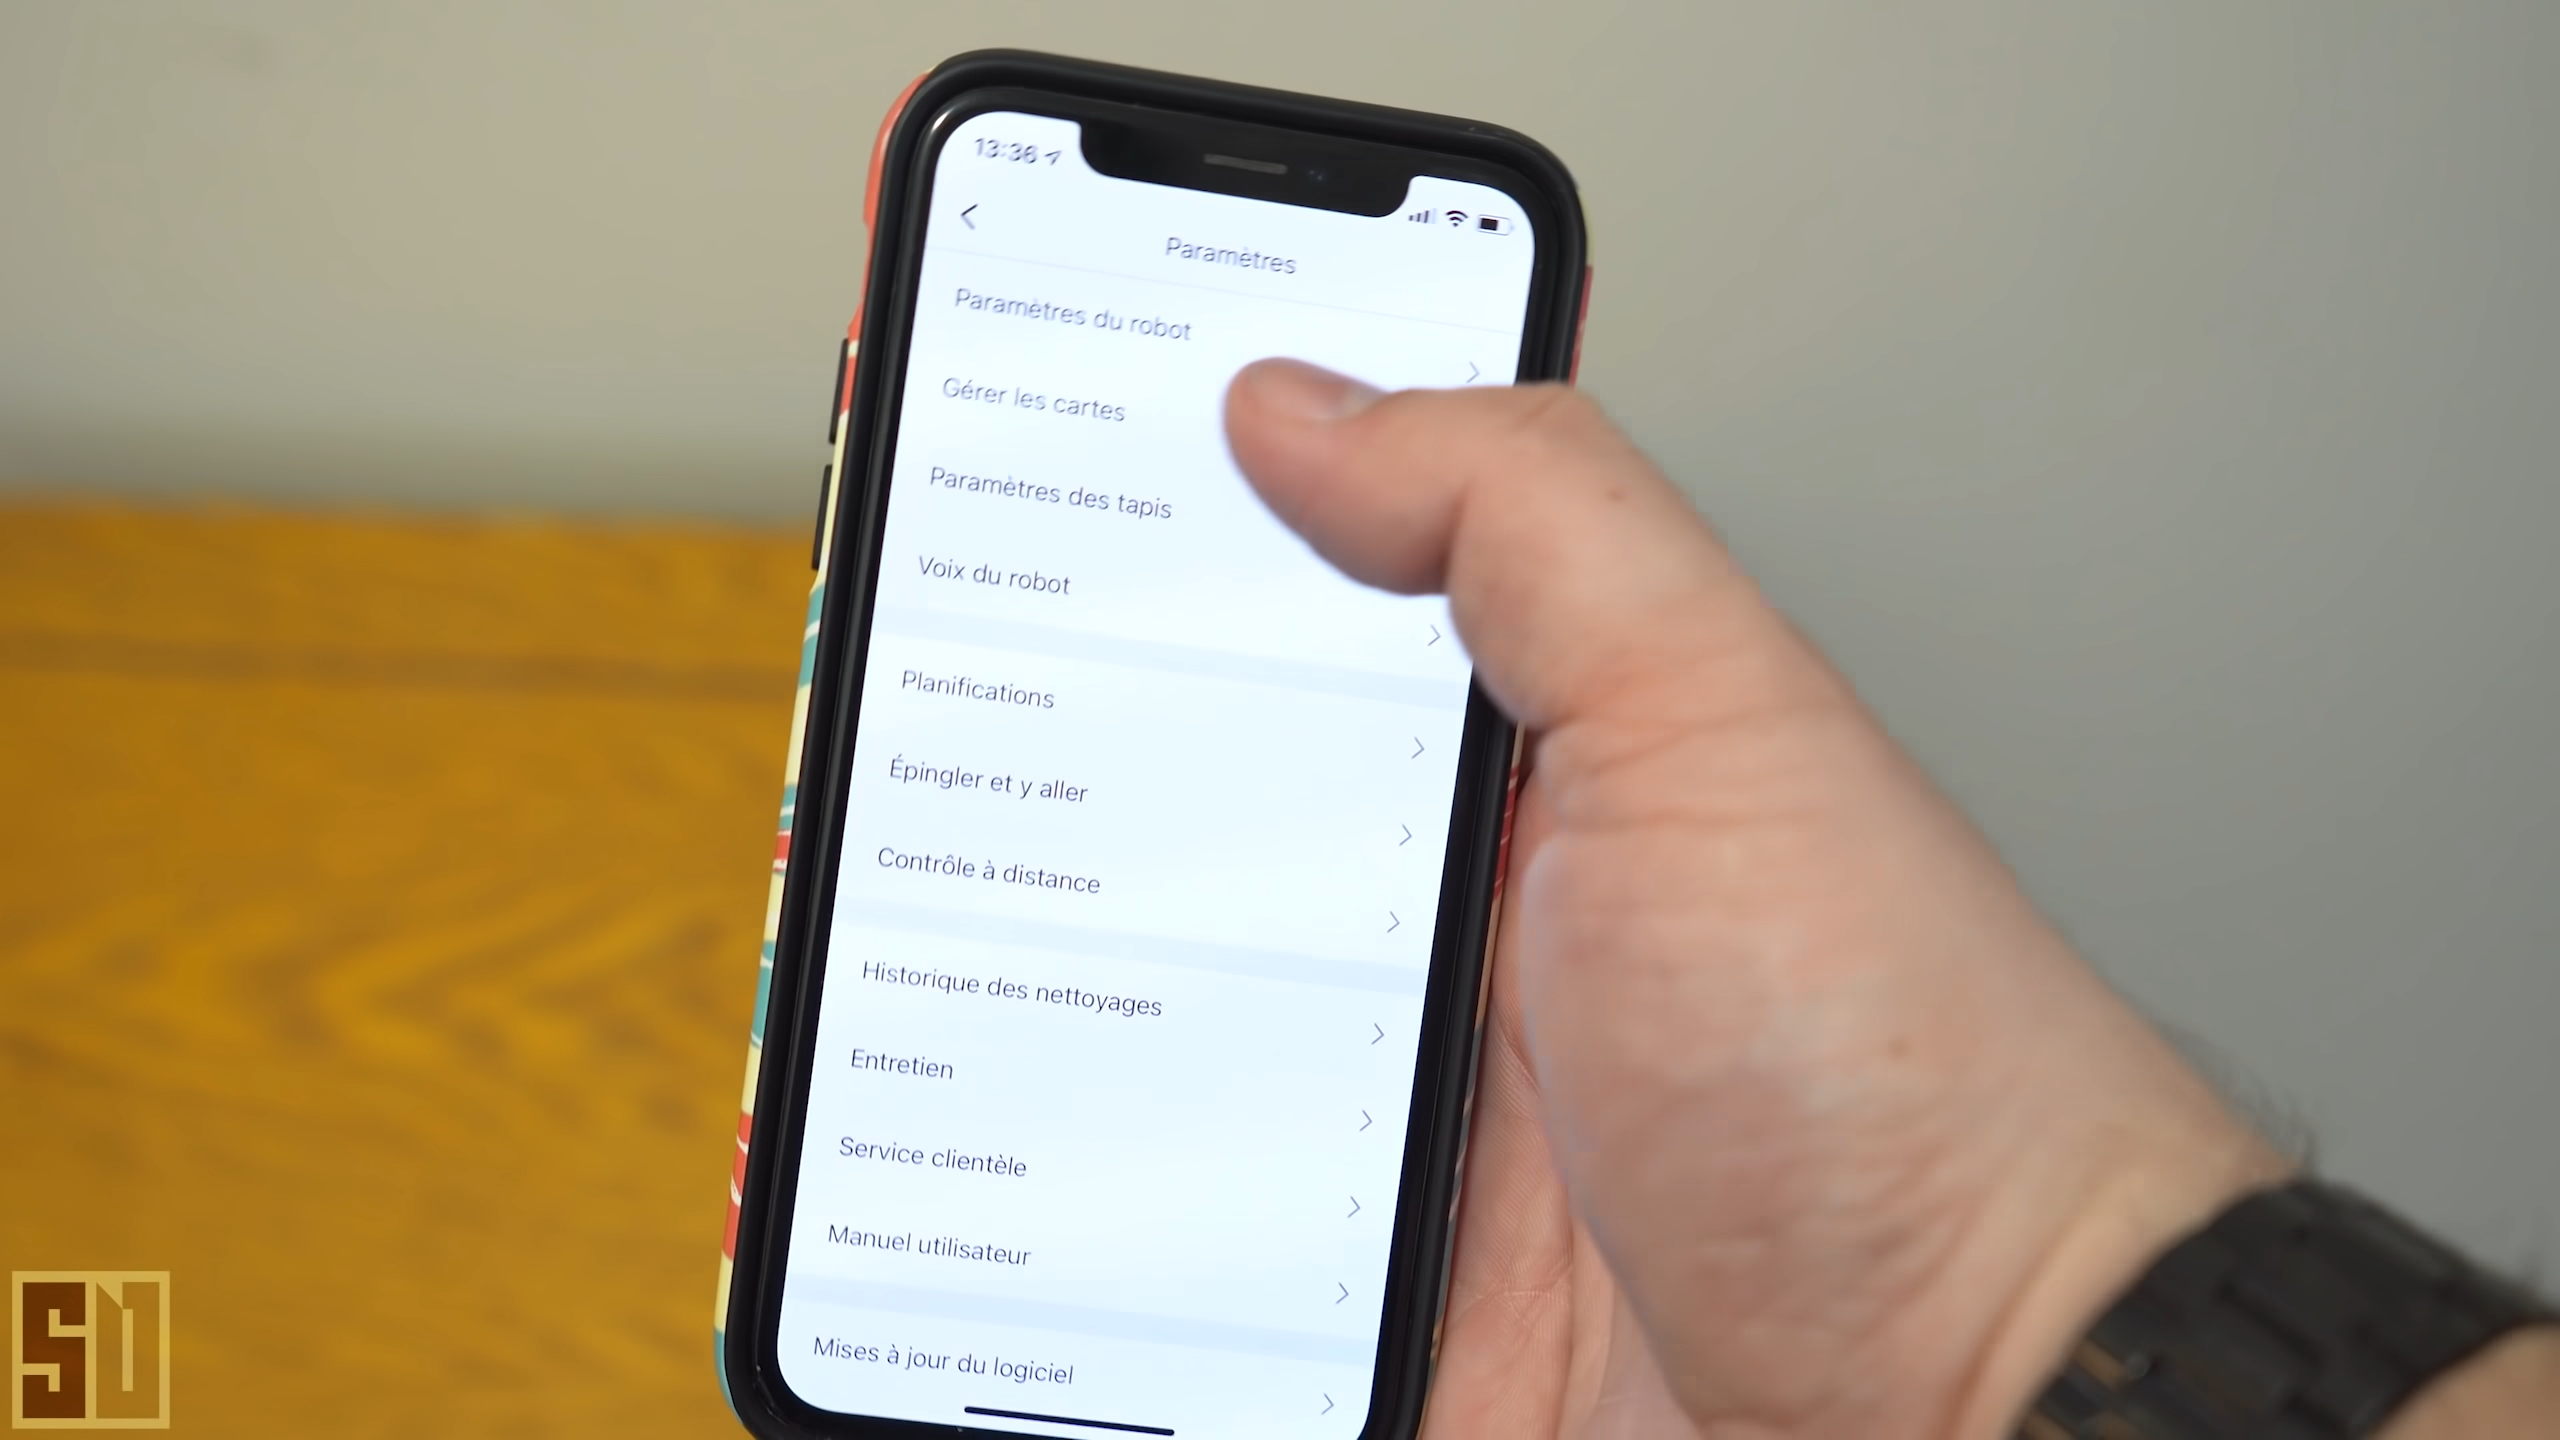 13:36
Paramètres
Paramètres du robot
Gérer les cartes
Paramètres des tapis
Voix du robot
Planifications
Épingler et y aller
Contrôle à distance
Historique des nettoyages
Entretien
Service clientèle
Manuel utilisateur
Mises à jour du logiciel